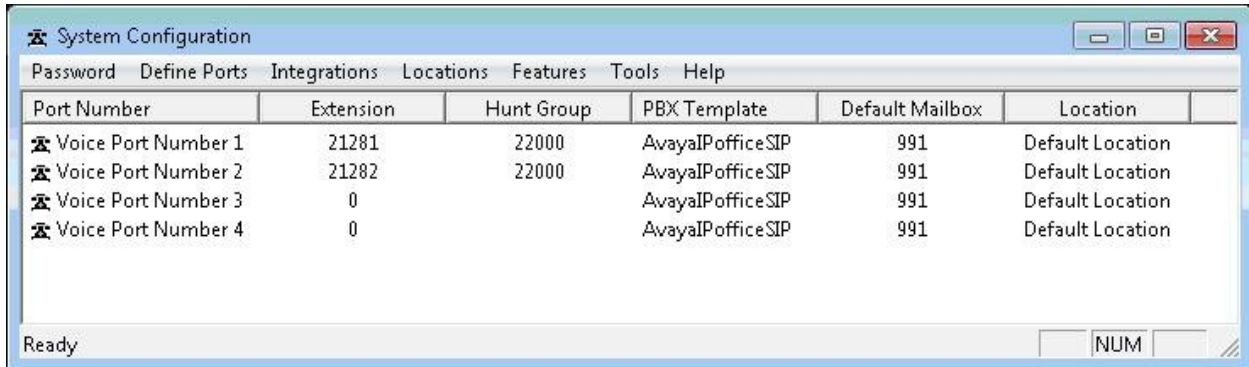 System Configuration
Password Define Ports Integrations Locations Features Tools Help
Port Number Extension Hunt Group PBX Template Default Mailbox Location
Voice Port Number 1 21281 22000 AvayaIPofficeSIP 991 Default Location
Voice Port Number 2 21282 22000 AvayaIPofficeSIP 991 Default Location
Voice Port Number 3 0 AvayaIPofficeSIP 991 Default Location
Voice Port Number 4 0 AvayaIPofficeSIP 991 Default Location
Ready NUM